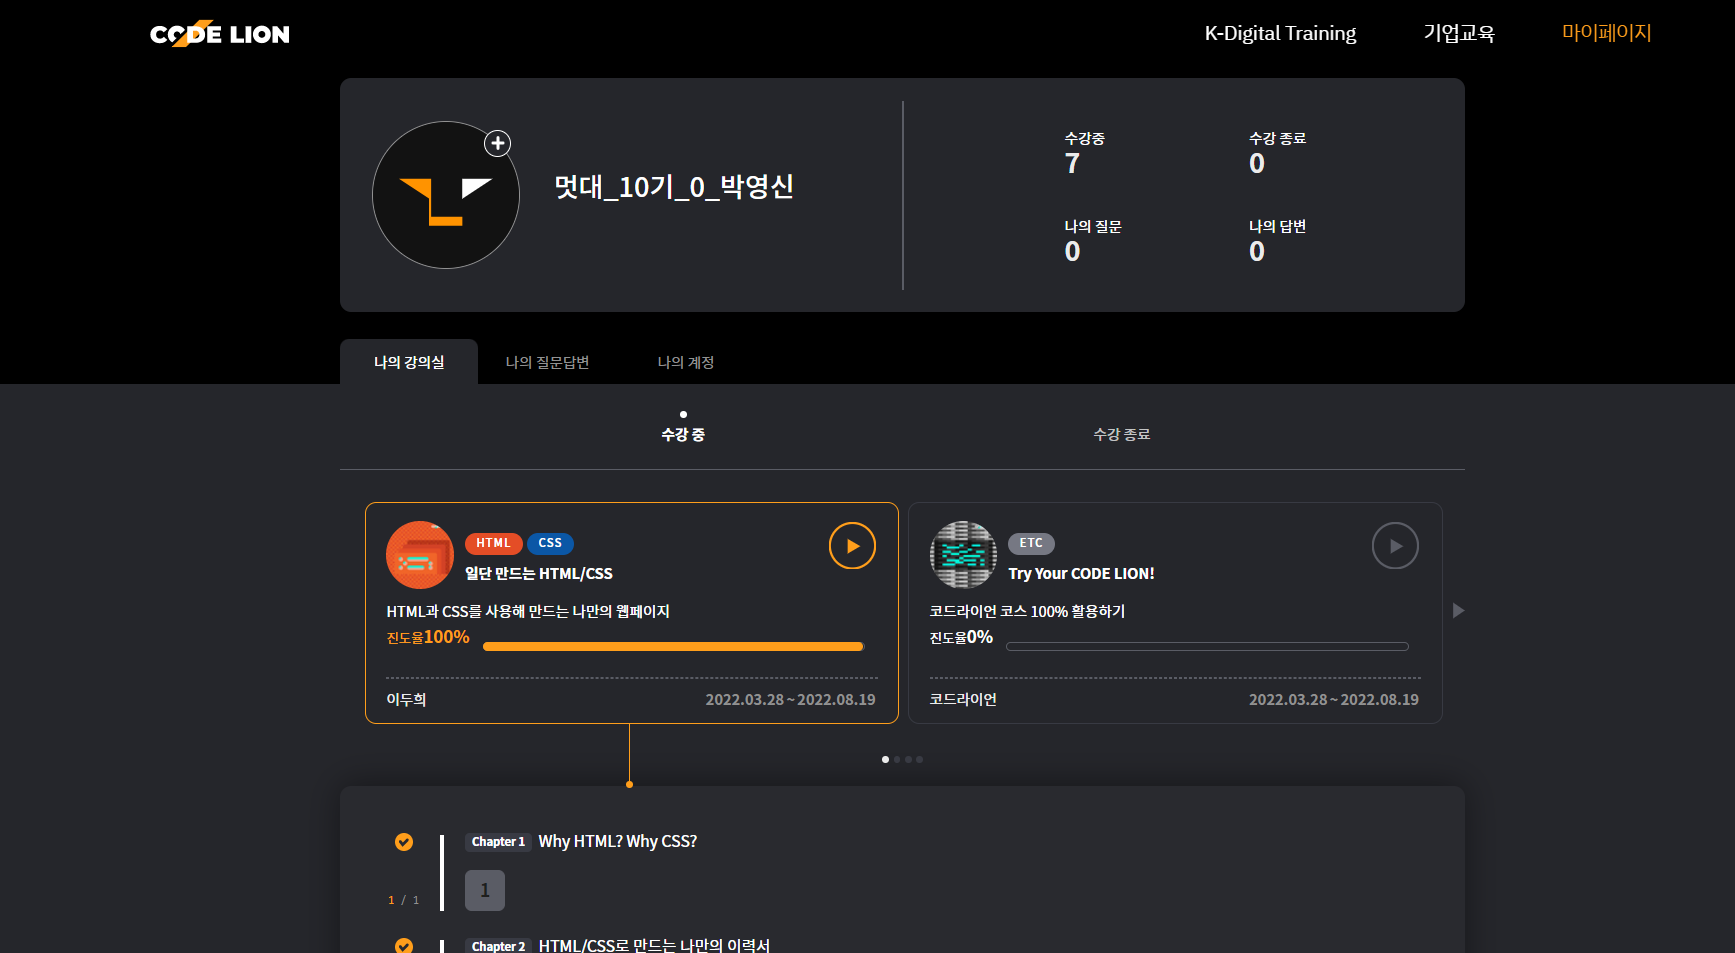 CODE LION
K-Digital Training
기업교육
마이페이지
멋대_10기_0_박영신
수강중
7
수강 종료
0
나의 질문
0
나의 답변
0
나의 강의실
나의 질문답변
나의 계정
수강 중
수강 종료
HTML CSS
일단 만드는 HTML/CSS
HTML과 CSS를 사용해 만드는 나만의 웹페이지
진도율100%
이두희
2022.03.28 ~ 2022.08.19
ETC
Try Your CODE LION!
코드라이언 코스 100% 활용하기
진도율0%
코드라이언
2022.03.28 ~ 2022.08.19
Chapter 1 Why HTML? Why CSS?
1
1 / 1
Chapter 2 HTML/CSS로 만드는 나만의 이력서